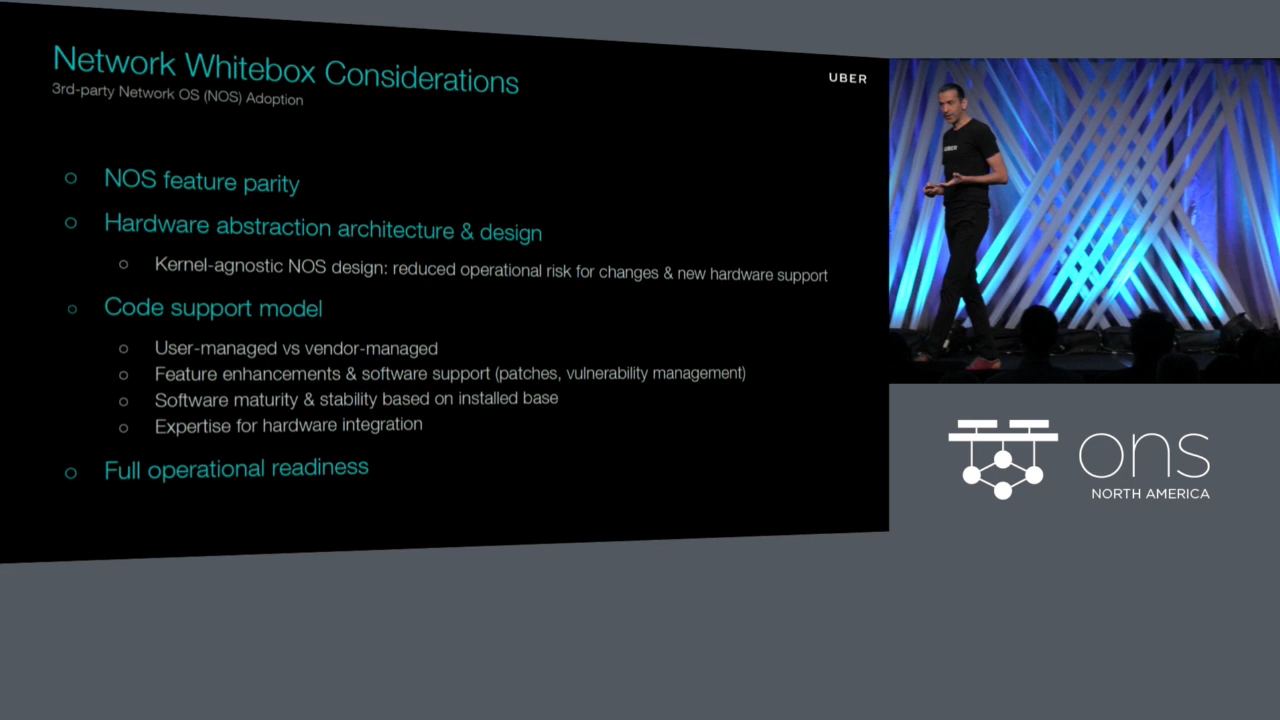 Network Whitebox Considerations
3rd-party Network OS (NOS) Adoption
UBER
NOS feature parity
Hardware abstraction architecture & design
Kernel-agnostic NOS design: reduced operational risk for changes & new hardware support
Code support model
User-managed vs vendor-managed
Feature enhancements & software support (patches, vulnerability management)
Software maturity & stability based on installed base
Expertise for hardware integration
Full operational readiness
UBER
ons
NORTH AMERICA